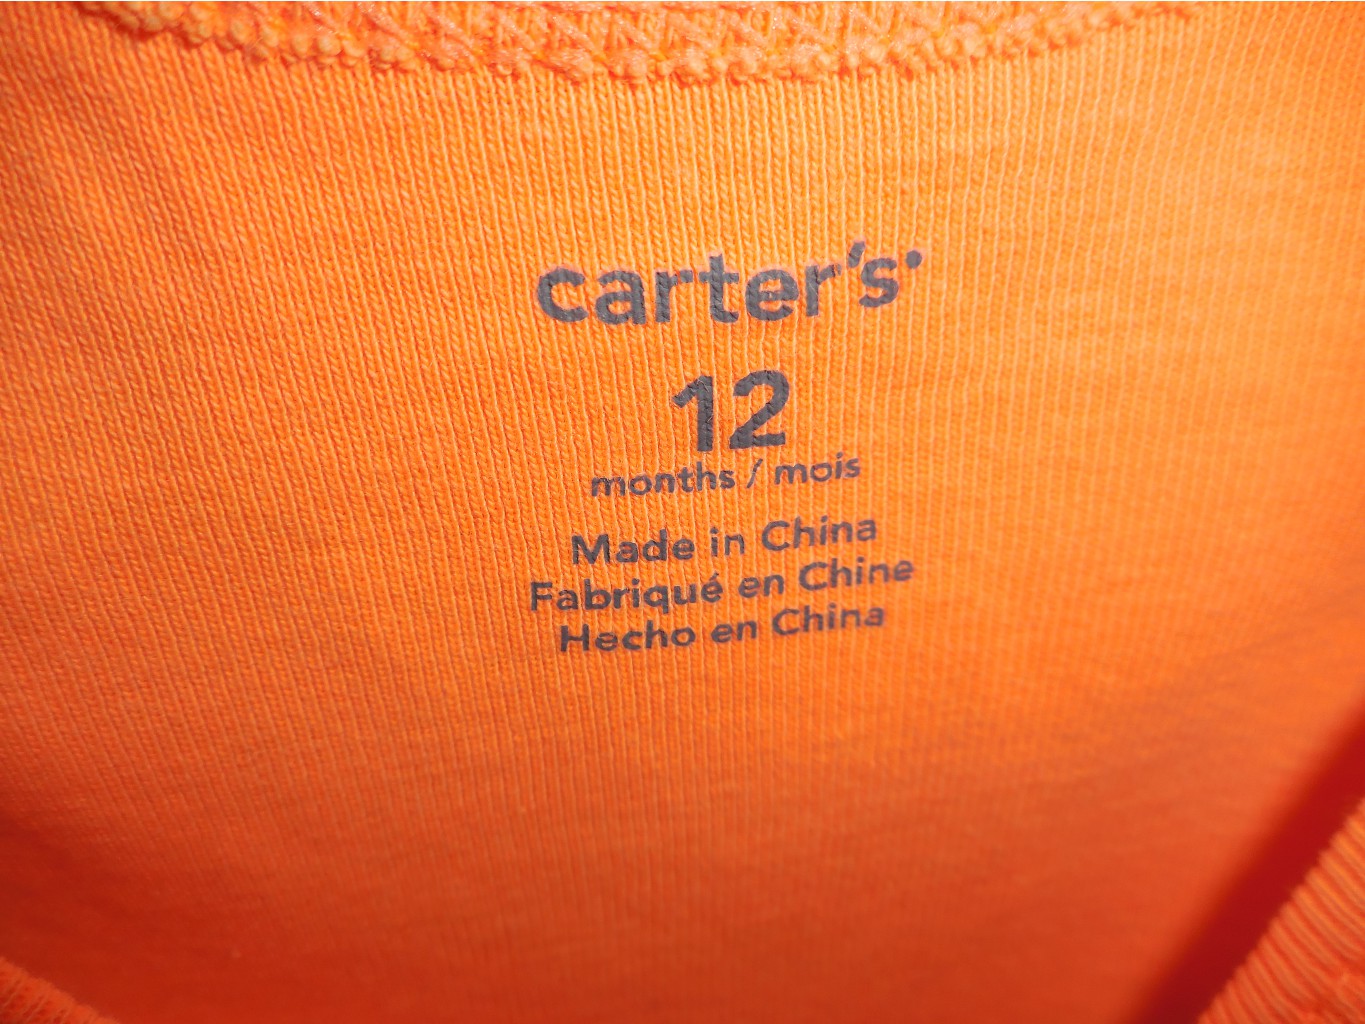 carter's
12
months / mois
Made in China
Fabriqué en Chine
Hecho en China